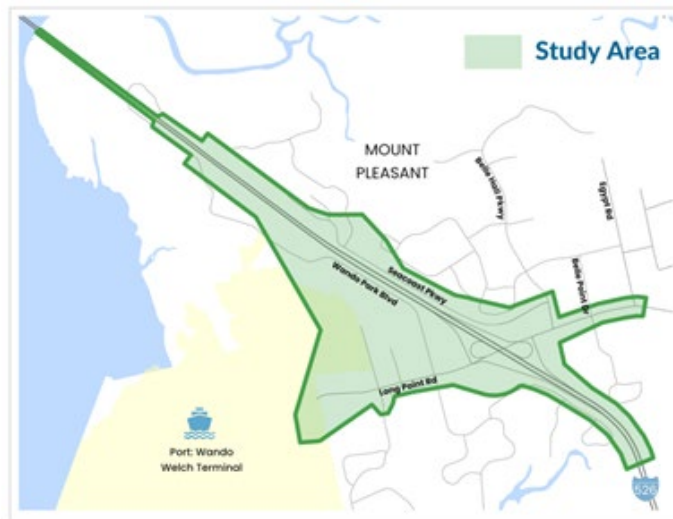 Study Area
MOUNT
PLEASANT
Belle Hall Pkwy
Egypt Rd
Belle Point Dr
Seacoast Pkwy
Wando Park Blvd
Long Point Rd
Port: Wando
Welch Terminal
526